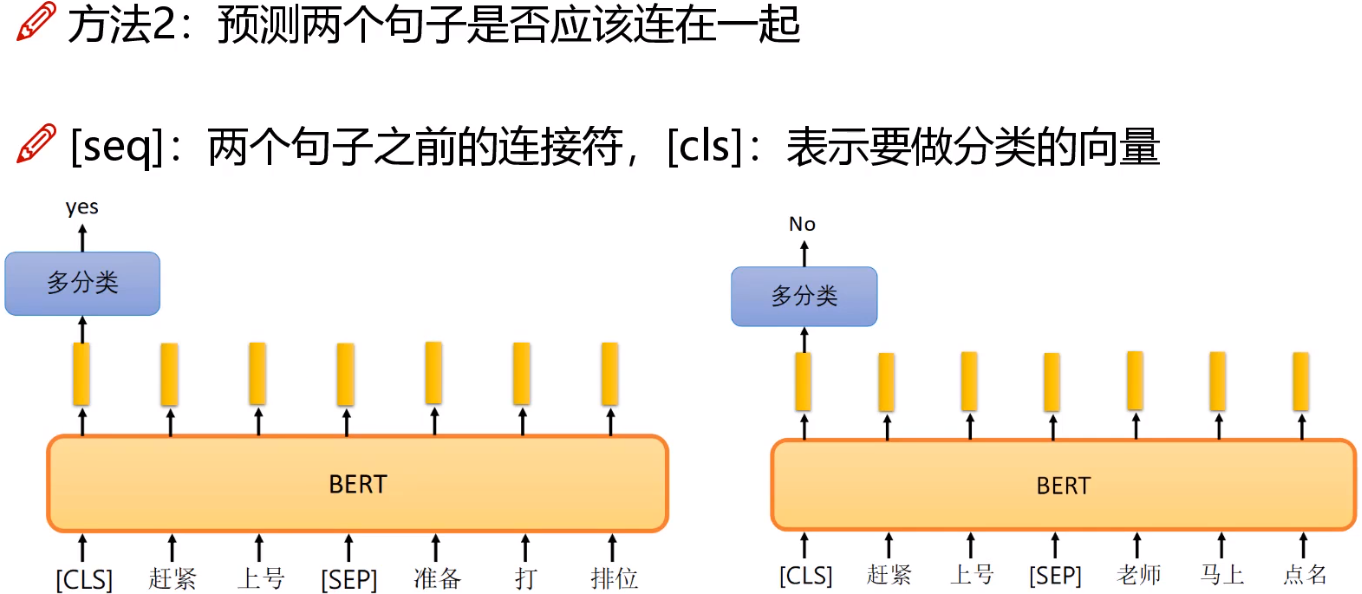 方法2：预测两个句子是否应该连在一起
[seq]：两个句子之前的连接符，[cls]：表示要做分类的向量
yes
多分类
BERT
[CLS] 赶紧 上号 [SEP] 准备 打 排位
No
多分类
BERT
[CLS] 赶紧 上号 [SEP] 老师 马上 点名